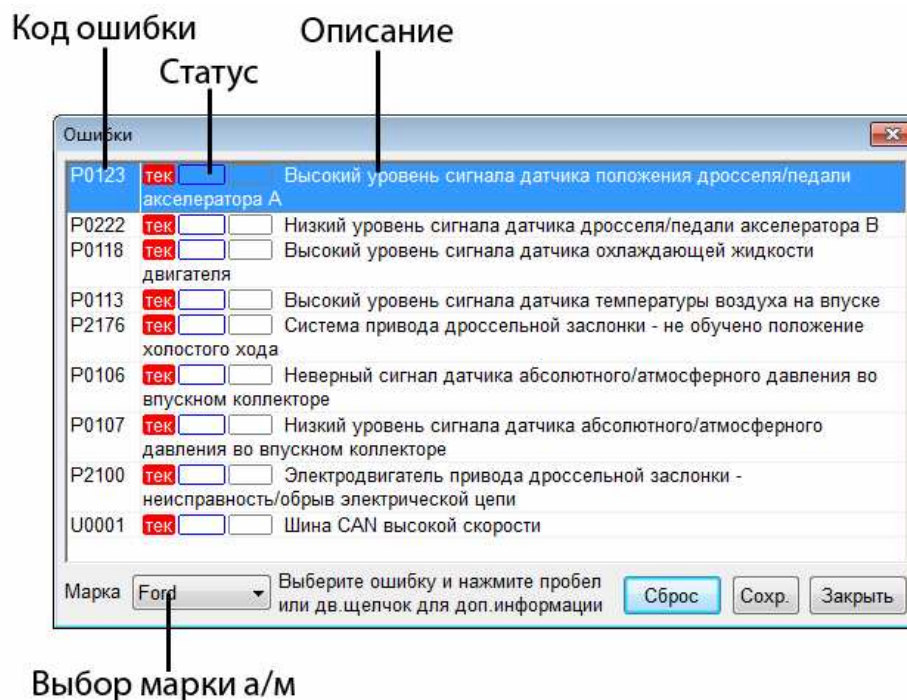 Код ошибки
Описание
Статус
Ошибки
P0123 тек Высокий уровень сигнала датчика положения дросселя/педали
акселератора А
P0222 тек Низкий уровень сигнала датчика дросселя/педали акселератора В
P0118 тек Высокий уровень сигнала датчика охлаждающей жидкости
двигателя
P0113 тек Высокий уровень сигнала датчика температуры воздуха на впуске
P2176 тек Система привода дроссельной заслонки - не обучено положение
холостого хода
P0106 тек Неверный сигнал датчика абсолютного/атмосферного давления во
впускном коллекторе
P0107 тек Низкий уровень сигнала датчика абсолютного/атмосферного
давления во впускном коллекторе
P2100 тек Электродвигатель привода дроссельной заслонки -
неисправность/обрыв электрической цепи
U0001 тек Шина CAN высокой скорости
Марка Ford Выберите ошибку и нажмите пробел
или дв.щелчок для доп.информации
Сброс Сохр. Закрыть
Выбор марки а/м